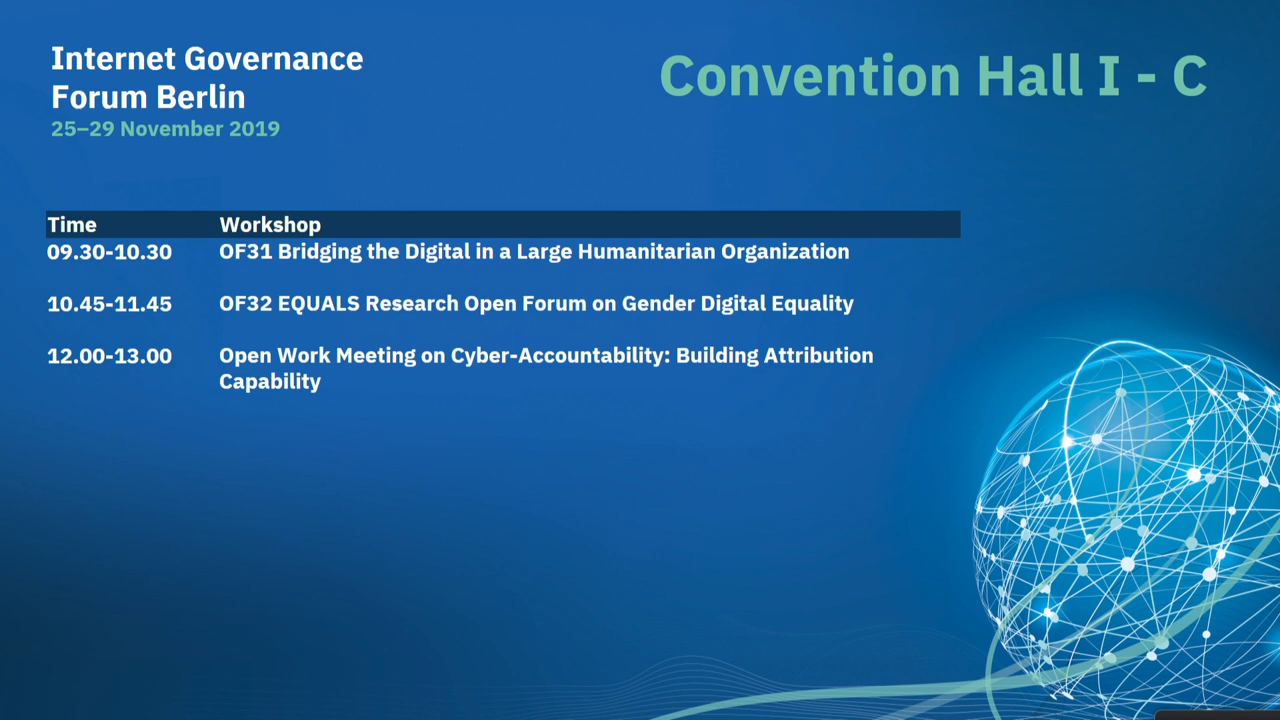 Internet Governance
Forum Berlin
25–29 November 2019
Convention Hall I - C
Time Workshop
09.30-10.30 OF31 Bridging the Digital in a Large Humanitarian Organization
10.45-11.45 OF32 EQUALS Research Open Forum on Gender Digital Equality
12.00-13.00 Open Work Meeting on Cyber-Accountability: Building Attribution
Capability